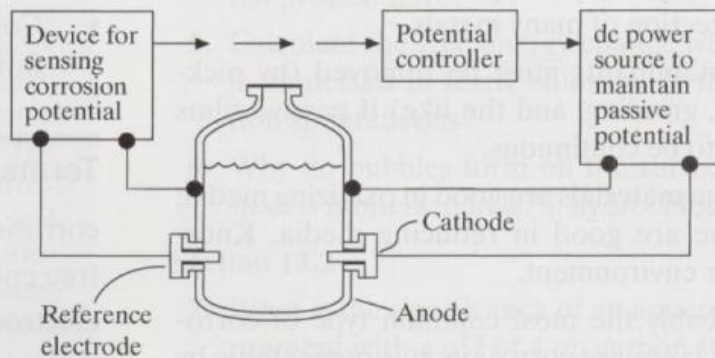 Device for
sensing
corrosion
potential
Potential
controller
dc power
source to
maintain
passive
potential
Cathode
Reference
electrode
Anode